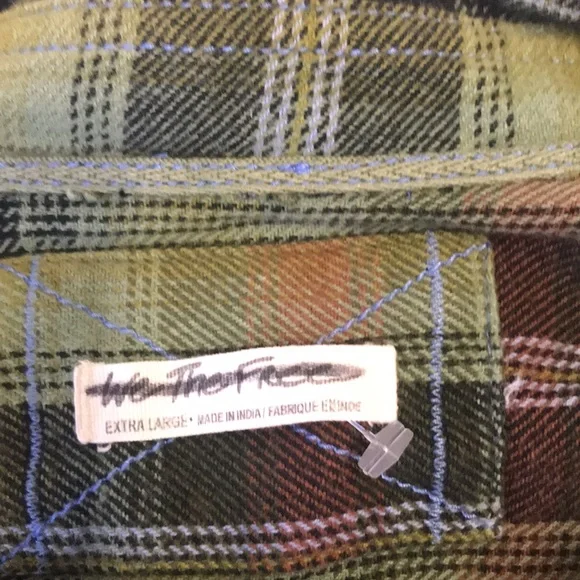 We The Free
EXTRA LARGE • MADE IN INDIA / FABRIQUE EN INDE